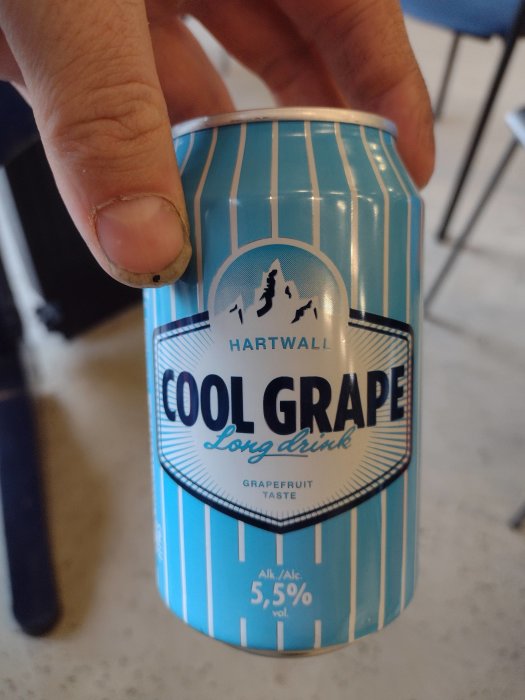 HARTWALL
COOL GRAPE
Long drink
GRAPEFRUIT
TASTE
Alk./Alc.
5,5%
vol.